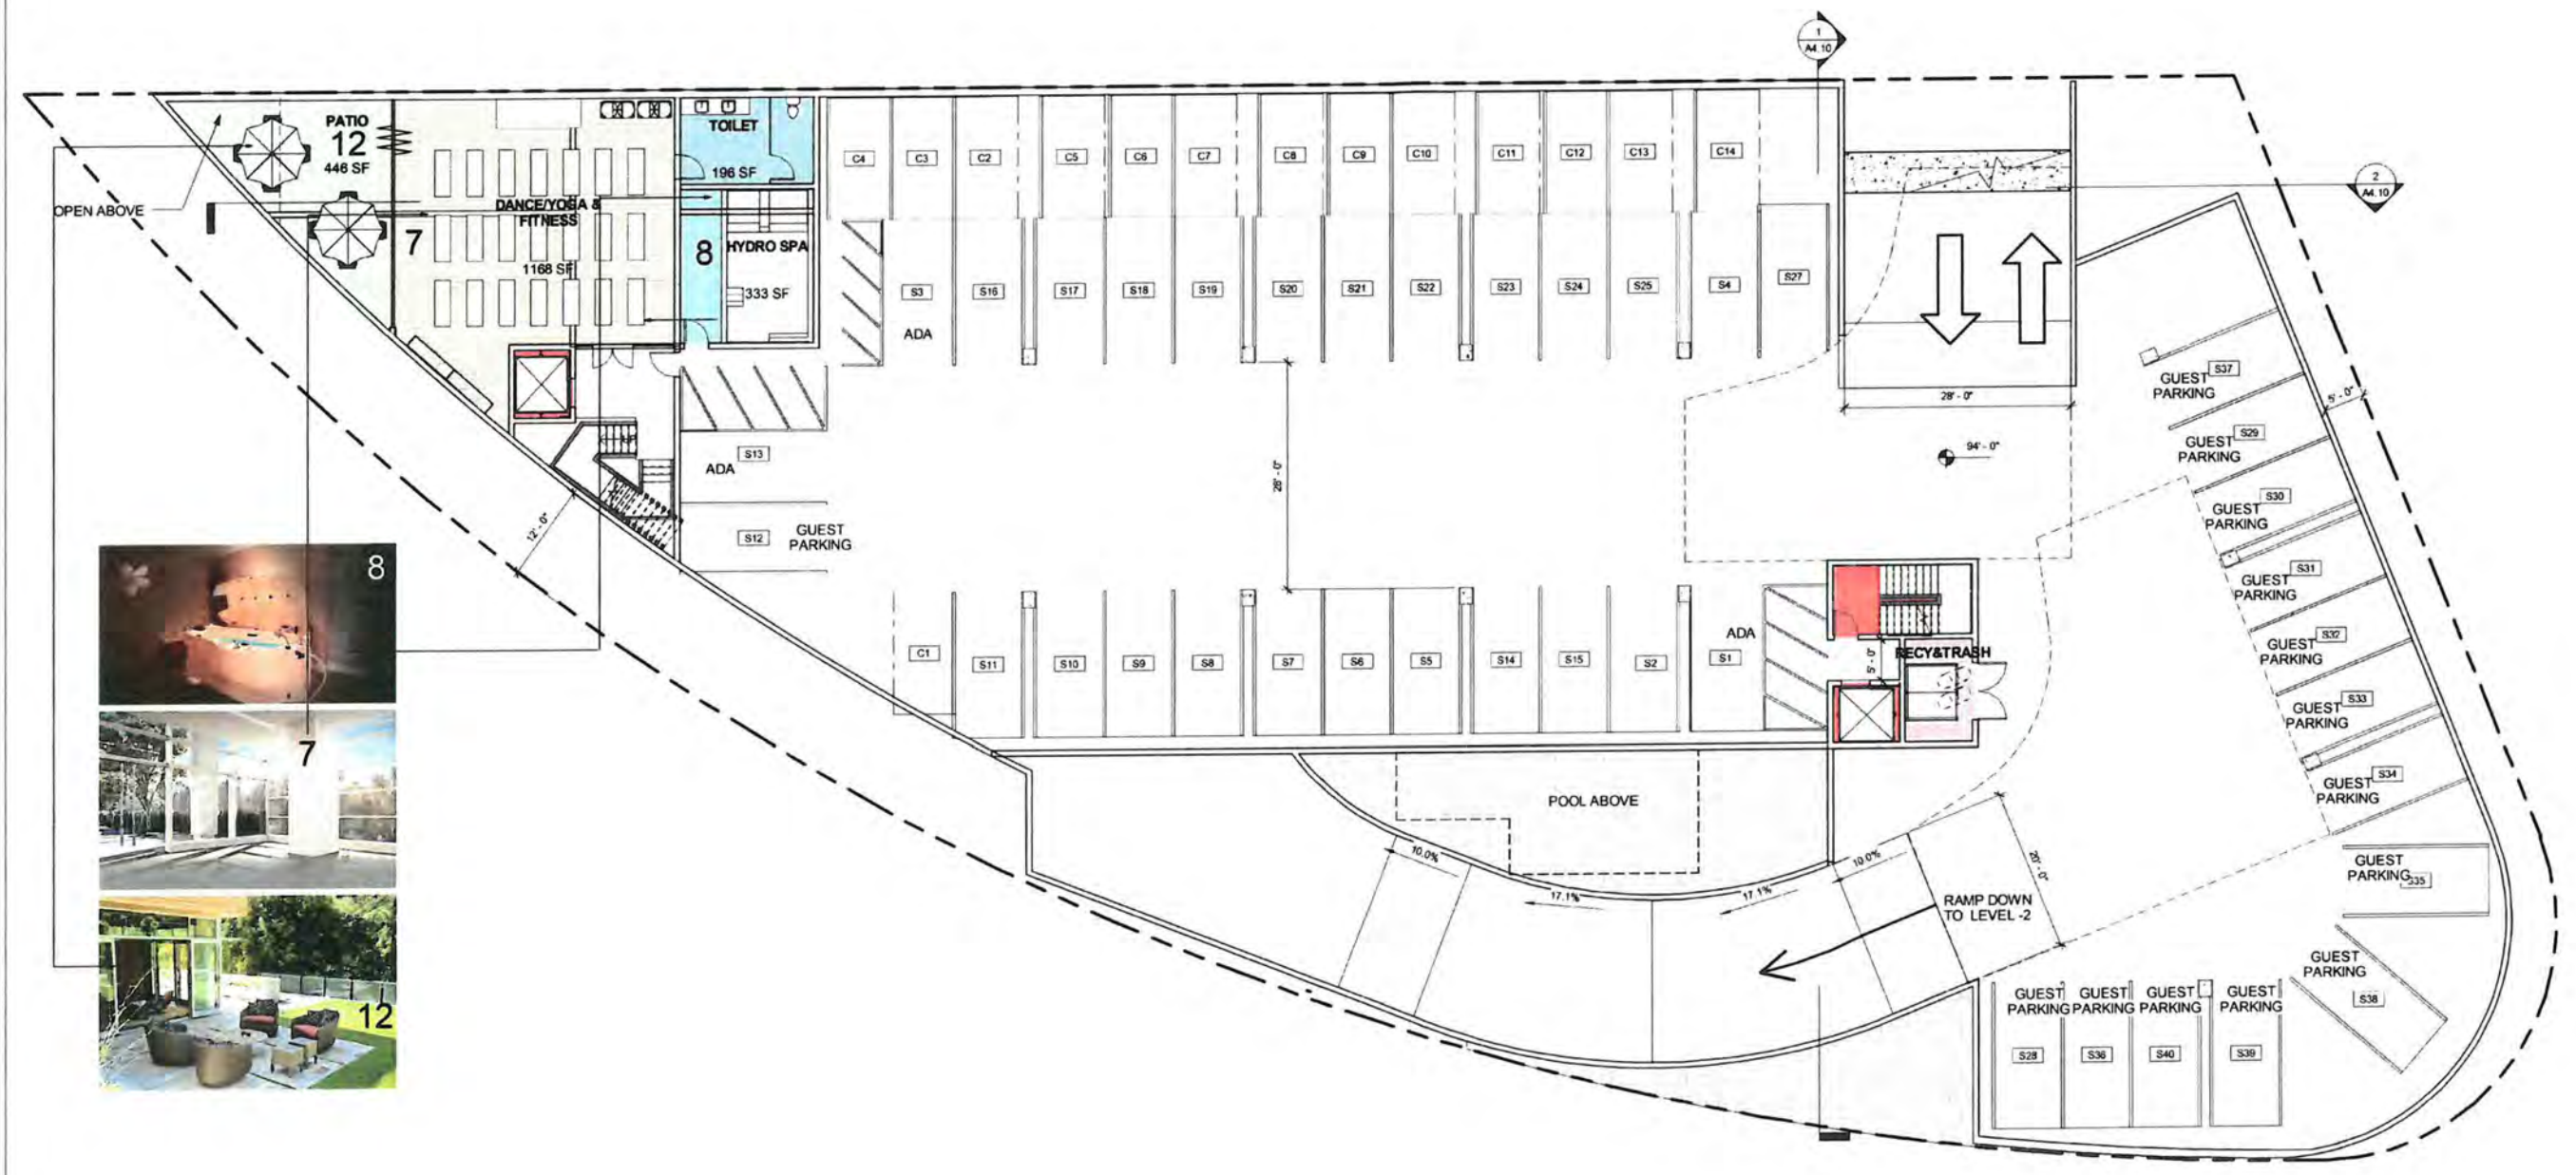 1
A4.10
2
A4.10
PATIO
12
446 SF
OPEN ABOVE
DANCE/YOGA &
FITNESS
7
1168 SF
TOILET
196 SF
8
HYDRO SPA
333 SF
C4
C3
C2
C5
C6
C7
C8
C9
C10
C11
C12
C13
C14
S3
ADA
S16
S17
S18
S19
S20
S21
S22
S23
S24
S25
S4
S27
28' - 0"
94' - 0"
28' - 0"
5' - 0"
S13
ADA
S12
GUEST
PARKING
12' - 0"
C1
S11
S10
S9
S8
S7
S6
S5
S14
S15
S2
S1
ADA
5' - 0"
RECY&TRASH
GUEST
PARKING
S37
GUEST
PARKING
S29
GUEST
PARKING
S30
GUEST
PARKING
S31
GUEST
PARKING
S32
GUEST
PARKING
S33
GUEST
PARKING
S34
GUEST
PARKING
S35
GUEST
PARKING
S38
GUEST
PARKING
S28
GUEST
PARKING
S36
GUEST
PARKING
S40
GUEST
PARKING
S39
POOL ABOVE
10.0%
17.1%
17.1%
10.0%
20' - 0"
RAMP DOWN
TO LEVEL -2
8
7
12